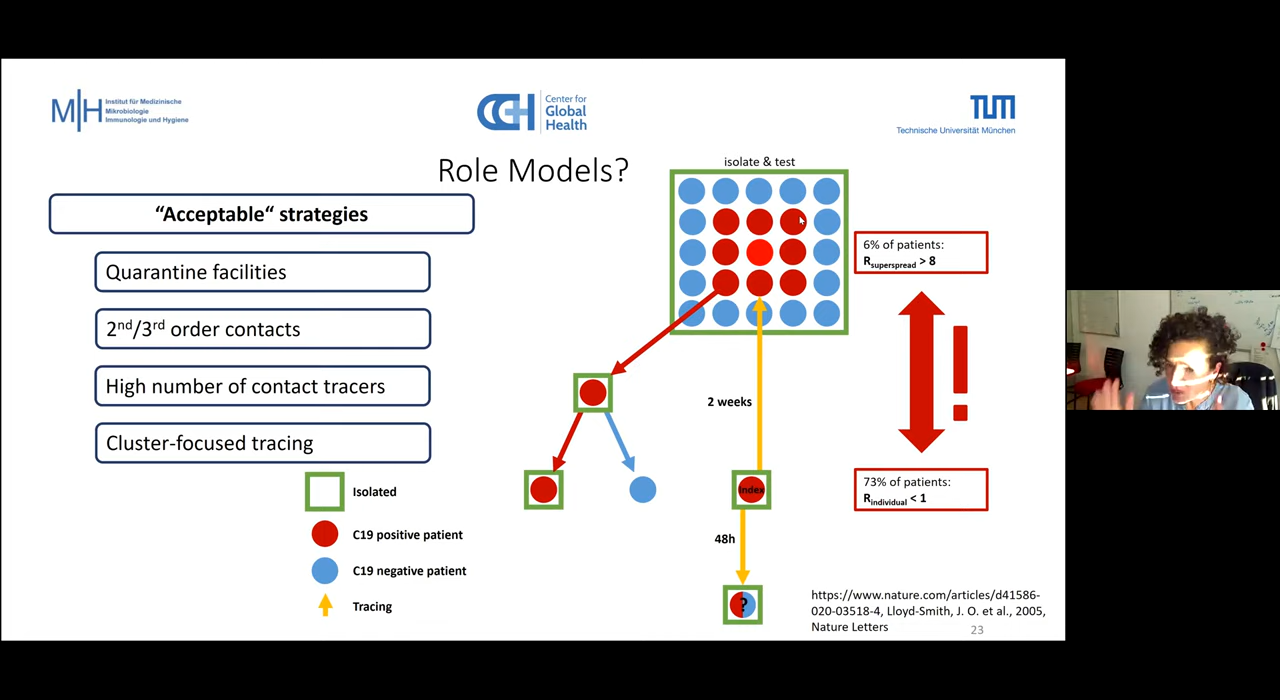 M|H Institut für Medizinische
Mikrobiologie
Immunologie und Hygiene
CGH Center for
Global
Health
TUM
Technische Universität München
Role Models?
isolate & test
“Acceptable“ strategies
Quarantine facilities
2nd/3rd order contacts
High number of contact tracers
Cluster-focused tracing
6% of patients:
Rsuperspread > 8
!
2 weeks
Index
73% of patients:
Rindividual < 1
48h
?
Isolated
C19 positive patient
C19 negative patient
Tracing
https://www.nature.com/articles/d41586-
020-03518-4, Lloyd-Smith, J. O. et al., 2005,
Nature Letters
23